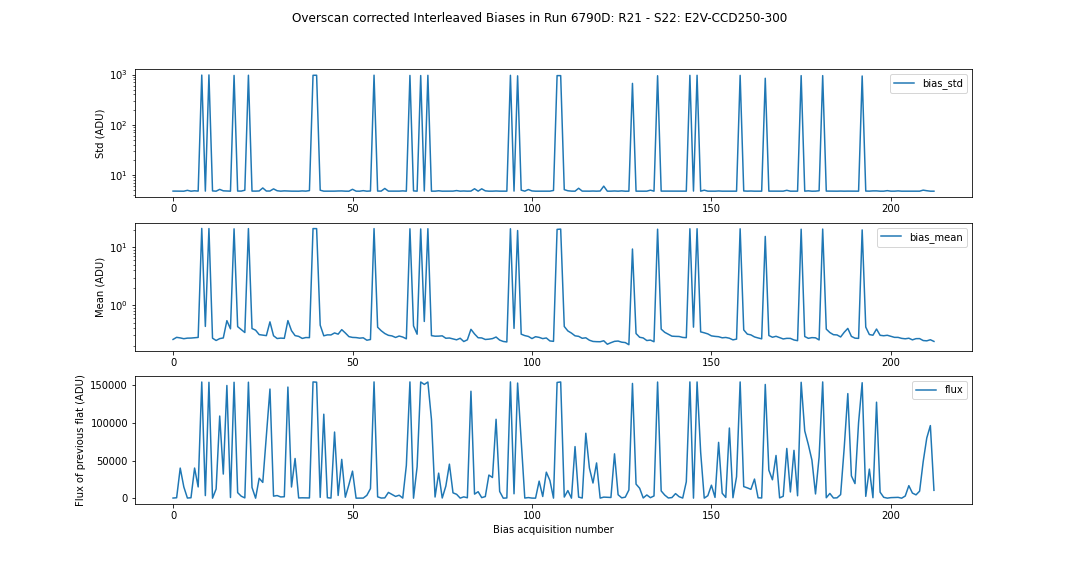 Overscan corrected Interleaved Biases in Run 6790D: R21 - S22: E2V-CCD250-300
10³
10²
10¹
Std (ADU)
bias_std
0 50 100 150 200
10¹
10⁰
Mean (ADU)
bias_mean
0 50 100 150 200
150000
100000
50000
0
Flux of previous flat (ADU)
flux
0 50 100 150 200
Bias acquisition number